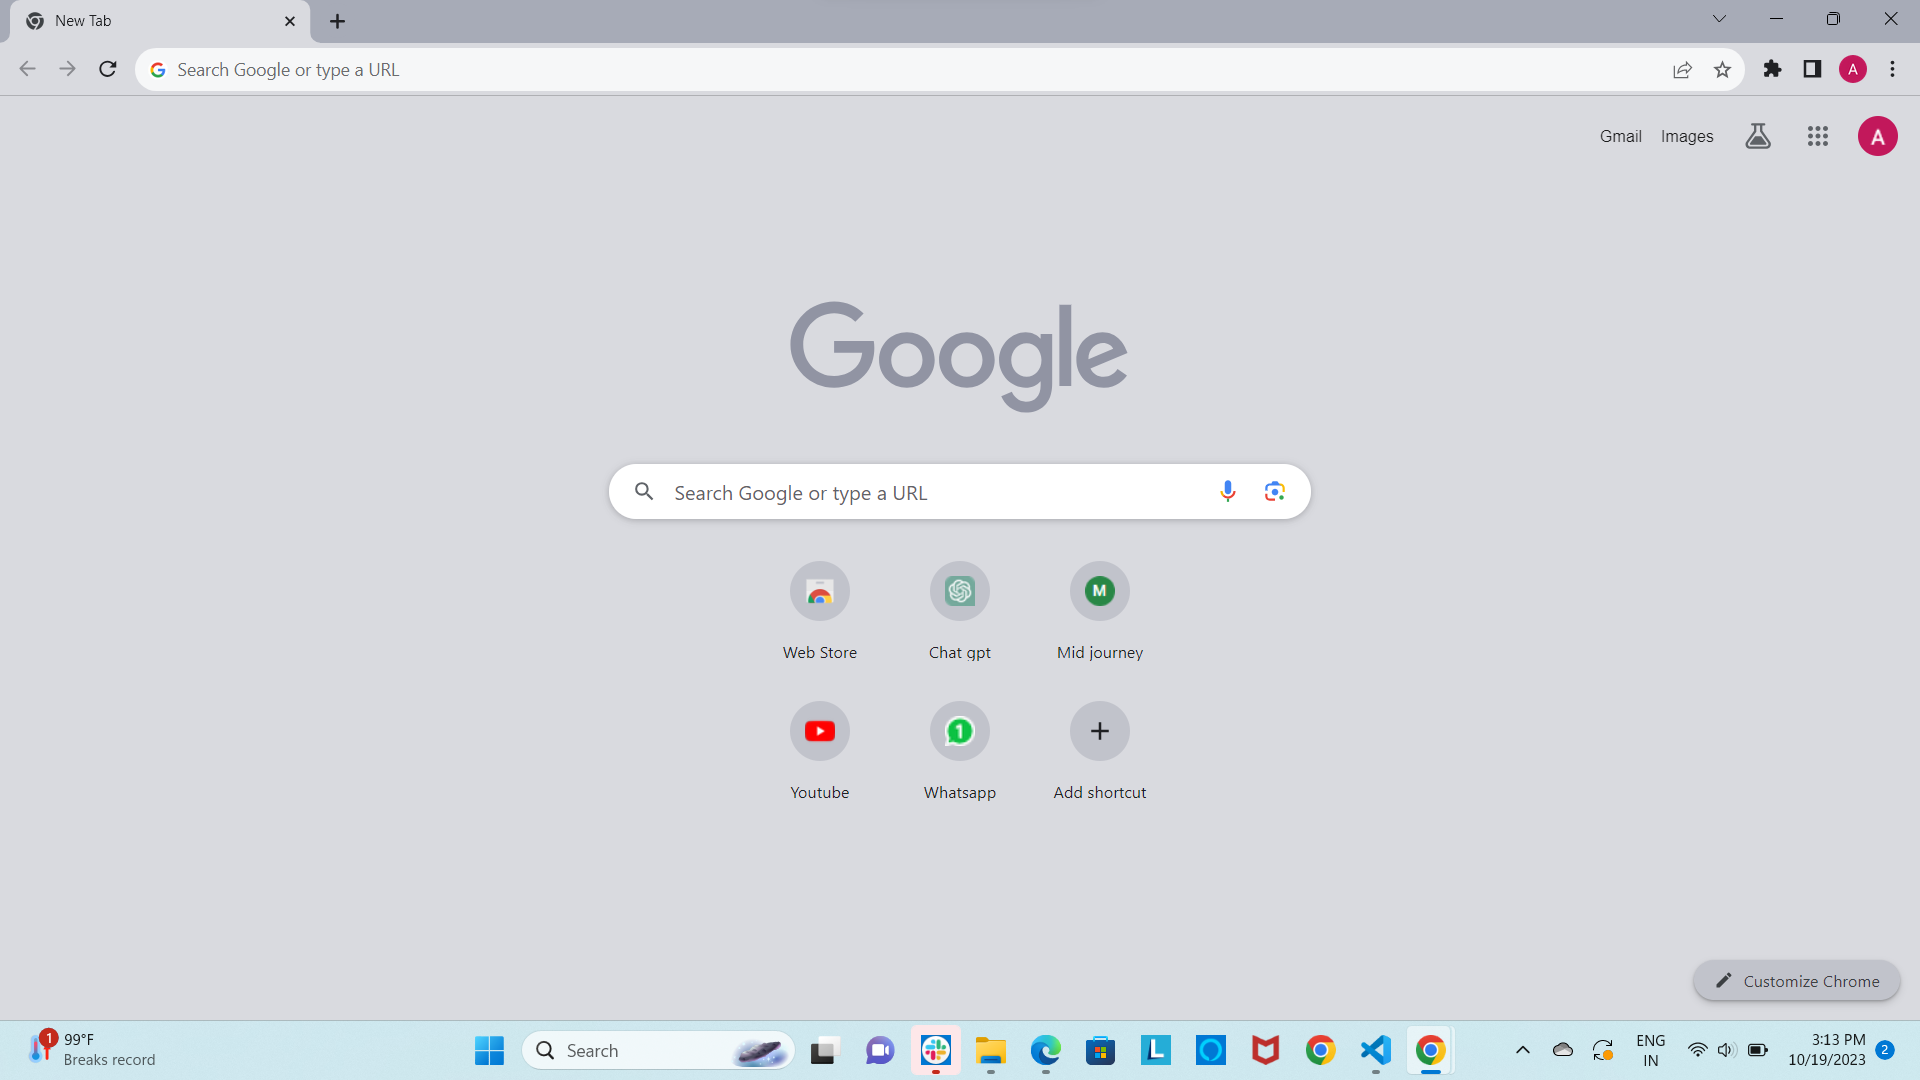 New Tab
Search Google or type a URL
A
Gmail
Images
A
Google
Search Google or type a URL
Web Store
Chat gpt
M
Mid journey
Youtube
1
Whatsapp
Add shortcut
Customize Chrome
1
99°F
Breaks record
Search
L
ENG
IN
3:13 PM
10/19/2023
2